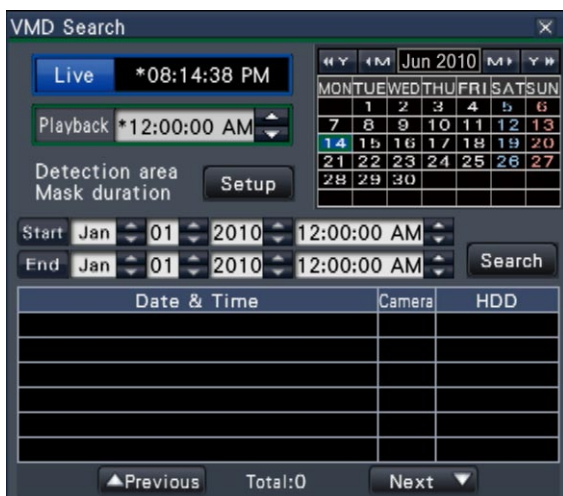 VMD Search
Live *08:14:38 PM
Playback *12:00:00 AM
Detection area
Mask duration
Setup
Y M Jun 2010 M Y
MON TUE WED THU FRI SAT SUN
1 2 3 4 5 6
7 8 9 10 11 12 13
14 15 16 17 18 19 20
21 22 23 24 25 26 27
28 29 30
Start Jan 01 2010 12:00:00 AM
End Jan 01 2010 12:00:00 AM
Search
Date & Time Camera HDD
Previous Total:0 Next